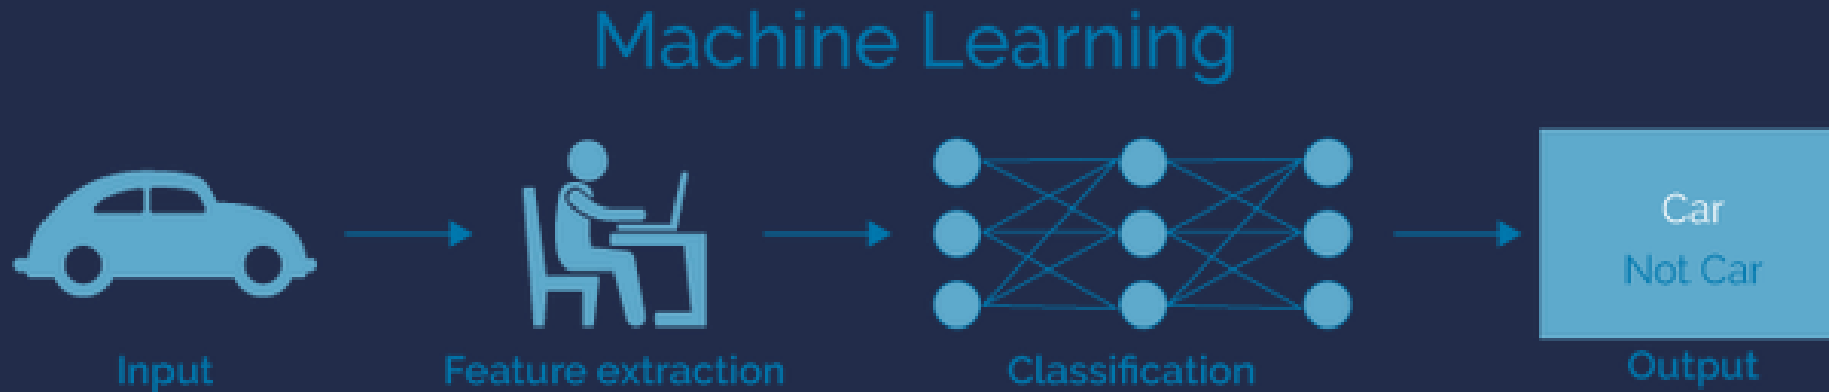 Machine Learning
Car
Not Car
Input
Feature extraction
Classification
Output